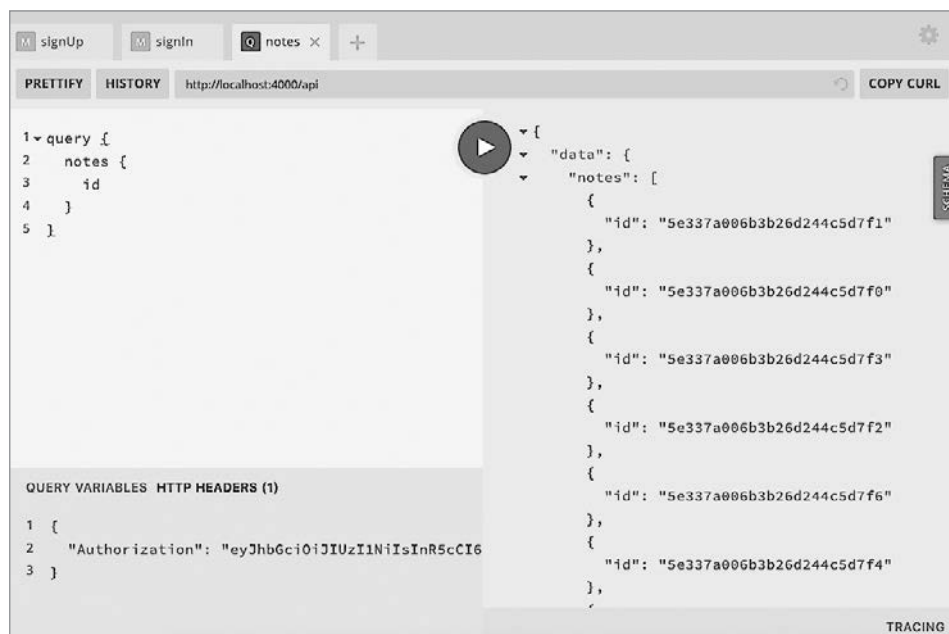 M signUp
M signIn
Q notes ×
PRETTIFY
HISTORY
http://localhost:4000/api
COPY CURL
1 query {
2 notes {
3 id
4 }
5 }
{
"data": {
"notes": [
{
"id": "5e337a006b3b26d244c5d7f1"
},
{
"id": "5e337a006b3b26d244c5d7f0"
},
{
"id": "5e337a006b3b26d244c5d7f3"
},
{
"id": "5e337a006b3b26d244c5d7f2"
},
{
"id": "5e337a006b3b26d244c5d7f6"
},
{
"id": "5e337a006b3b26d244c5d7f4"
},
SCHEMA
QUERY VARIABLES HTTP HEADERS (1)
1 {
2 "Authorization": "eyJhbGciOiJIUzI1NiIsInR5cCI6
3 }
TRACING